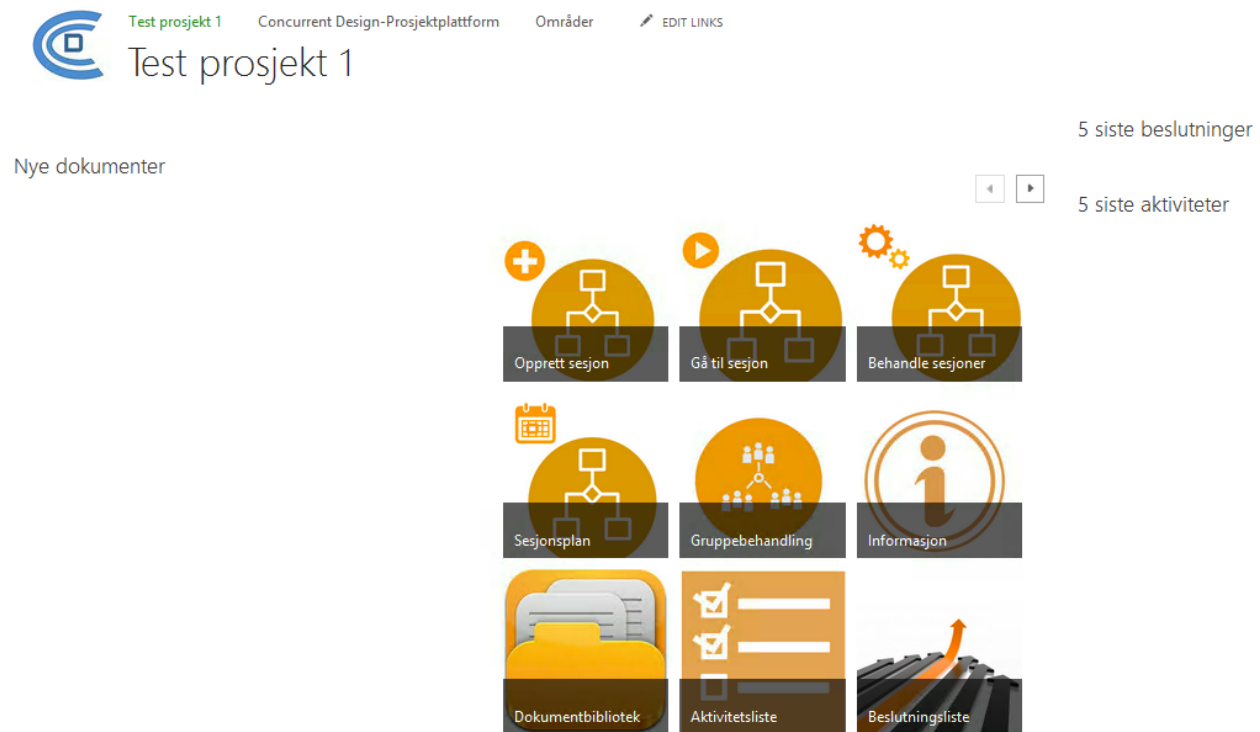 Test prosjekt 1 Concurrent Design-Prosjektplattform Områder EDIT LINKS
Test prosjekt 1
5 siste beslutninger
Nye dokumenter
5 siste aktiviteter
Opprett sesjon Gå til sesjon Behandle sesjoner
Sesjonsplan Gruppebehandling Informasjon
Dokumentbibliotek Aktivitetsliste Beslutningsliste